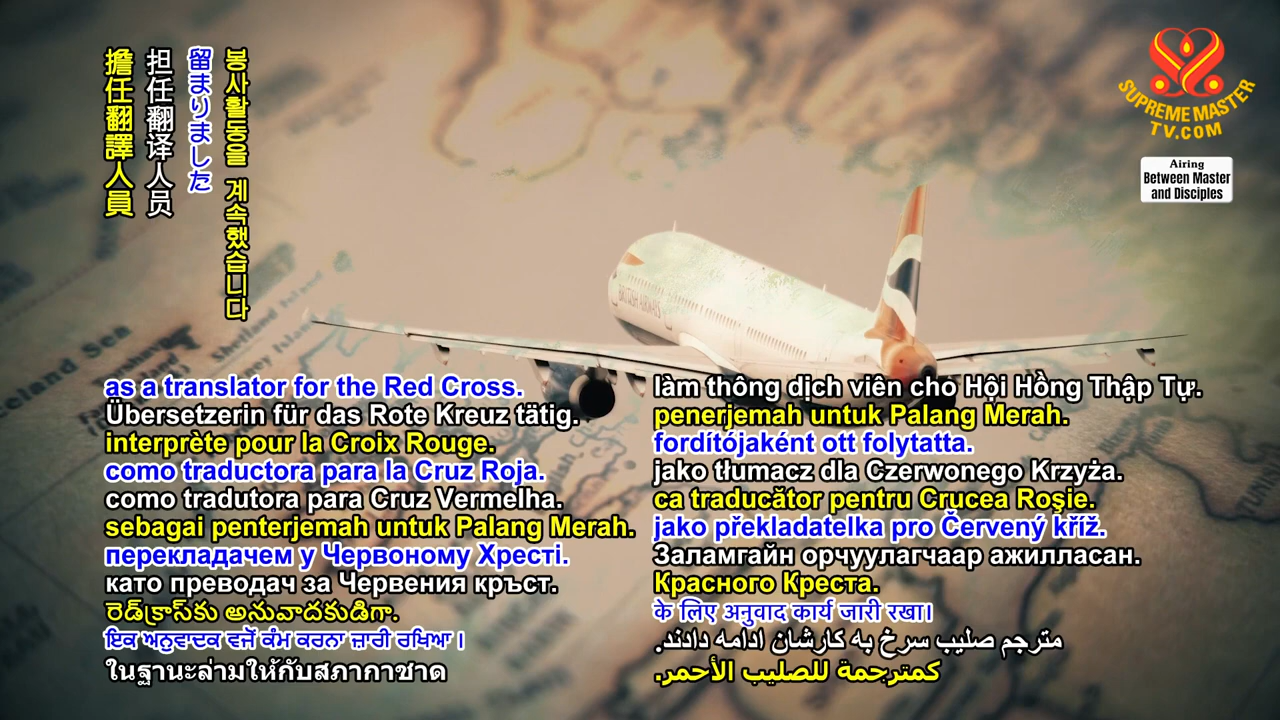 擔任翻譯人員
担任翻译人员
留まりました
봉사활동을 계속했습니다
SUPREME MASTER
TV.COM
Airing
Between Master
and Disciples
BRITISH AIRWAYS
Shetland
as a translator for the Red Cross.
Übersetzerin für das Rote Kreuz tätig.
interprète pour la Croix Rouge.
como traductora para la Cruz Roja.
como tradutora para Cruz Vermelha.
sebagai penterjemah untuk Palang Merah.
перекладачем у Червоному Хресті.
като преводач за Червения кръст.
రెడ్‌క్రాస్‌కు అనువాదకుడిగా.
ਇਕ ਅਨੁਵਾਦਕ ਵਜੋਂ ਕੰਮ ਕਰਨਾ ਜ਼ਾਰੀ ਰਖਿਆ।
ในฐานะล่ามให้กับสภากาชาด
làm thông dịch viên cho Hội Hồng Thập Tự.
penerjemah untuk Palang Merah.
fordítójaként ott folytatta.
jako tłumacz dla Czerwonego Krzyża.
ca traducător pentru Crucea Roşie.
jako překladatelka pro Červený kříž.
Заламгайн орчуулагчаар ажилласан.
Красного Креста.
के लिए अनुवाद कार्य जारी रखा।
مترجم صلیب سرخ به کارشان ادامه دادند.
كمترجمة للصليب الأحمر.